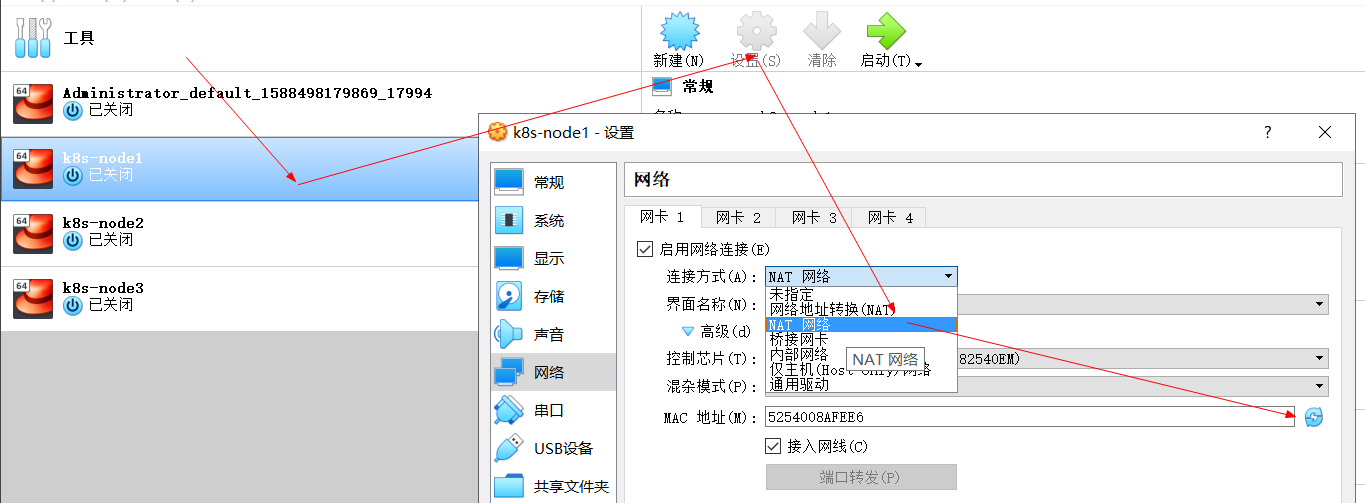 工具
新建(N) 设置(S) 清除 启动(T)
常规
64 Administrator_default_1588498179869_17994
已关闭
64 k8s-node1
已关闭
64 k8s-node2
已关闭
64 k8s-node3
已关闭
k8s-node1 - 设置 ?
常规
系统
显示
存储
声音
网络
串口
USB设备
共享文件夹
网络
网卡 1 网卡 2 网卡 3 网卡 4
启用网络连接(E)
连接方式(A): NAT 网络
未指定
网络地址转换(NAT)
NAT 网络
桥接网卡
内部网络
仅主机(Host-Only)网络
通用驱动
NAT 网络
界面名称(N):
高级(d)
控制芯片(T): 82540EM)
混杂模式(P):
MAC 地址(M): 5254008AFEE6
接入网线(C)
端口转发(P)